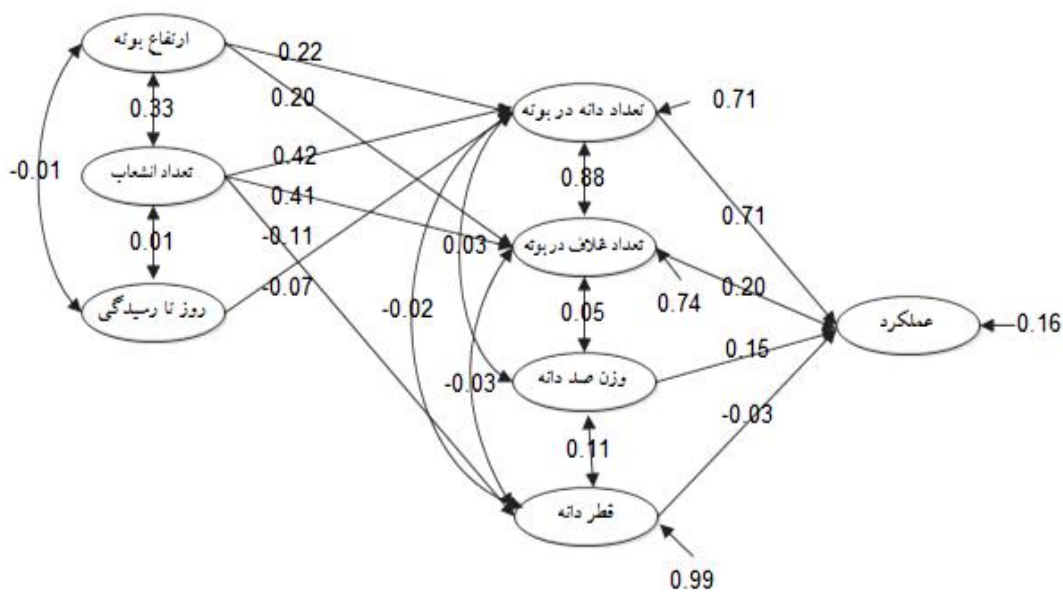 ارتفاع بوته
0.22
0.20
0.33
-0.01
تعداد انشعاب
0.42
0.41
0.01
-0.11
-0.07
روز تا رسیدگی
تعداد دانه در بوته
0.71
0.88
0.71
0.03
تعداد غلاف در بوته
0.74
0.20
-0.02
0.05
عملکرد
0.16
0.15
-0.03
وزن صد دانه
-0.03
0.11
قطر دانه
0.99